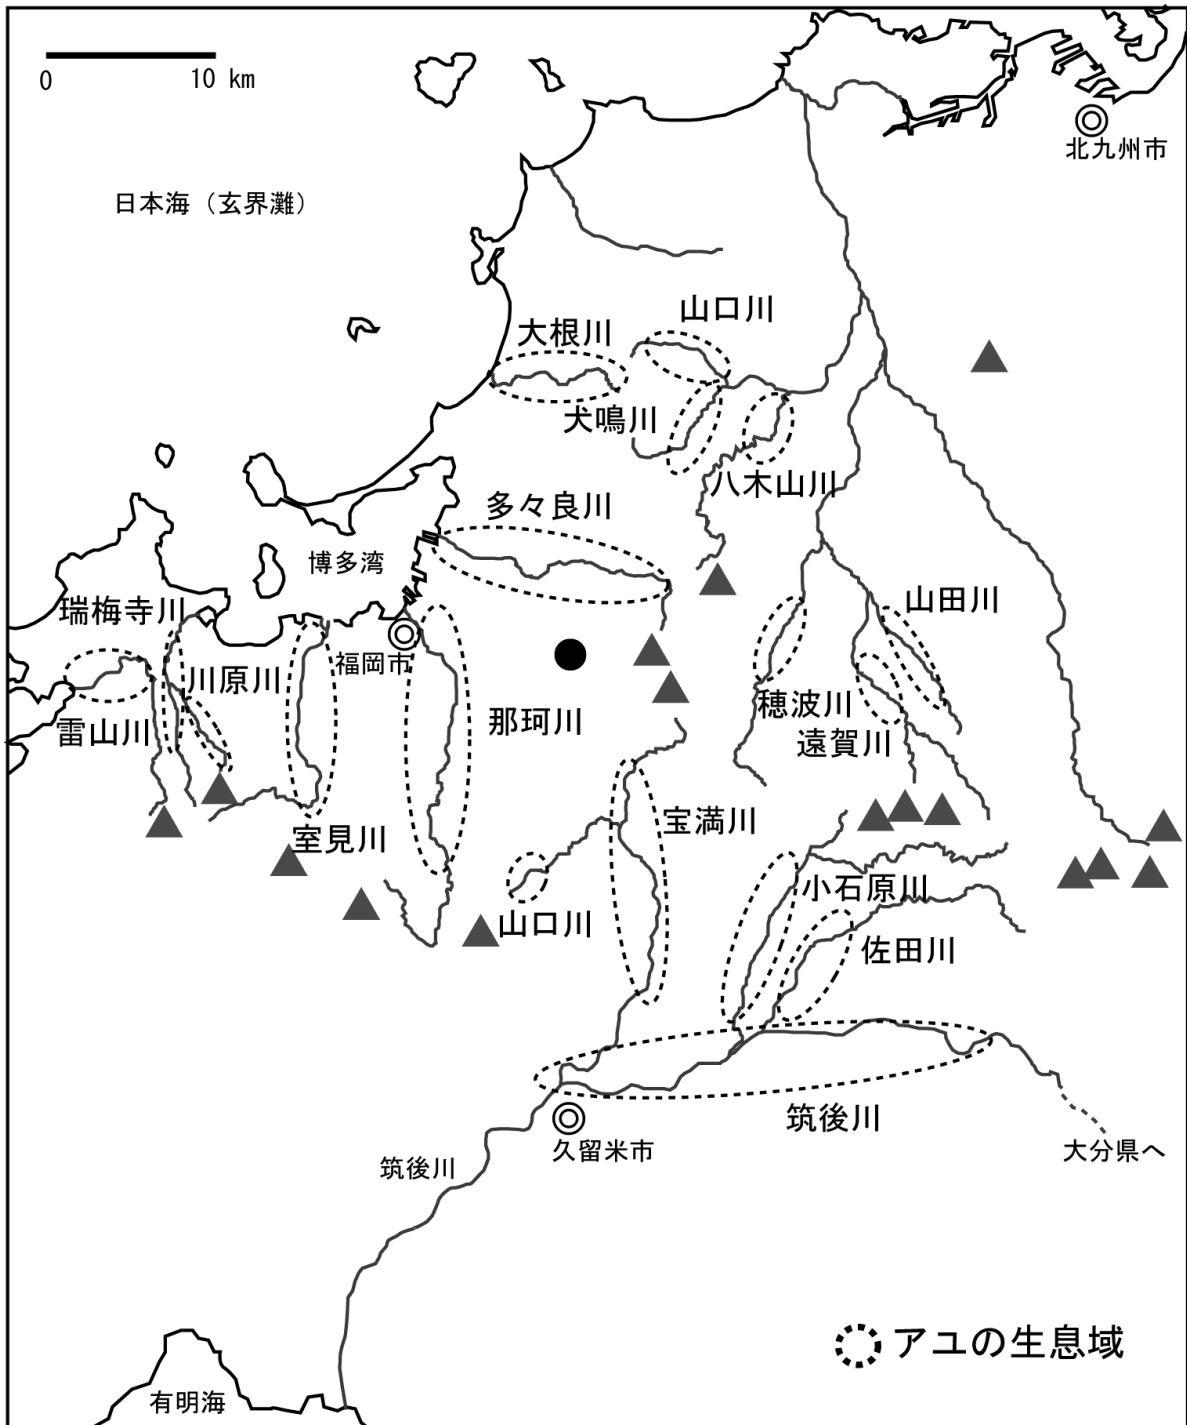 0
10 km
北九州市
日本海（玄界灘）
山口川
大根川
犬鳴川
八木山川
多々良川
博多湾
瑞梅寺川
山田川
福岡市
川原川
穂波川
那珂川
雷山川
遠賀川
宝満川
室見川
小石原川
山口川
佐田川
筑後川
久留米市
大分県へ
筑後川
アユの生息域
有明海